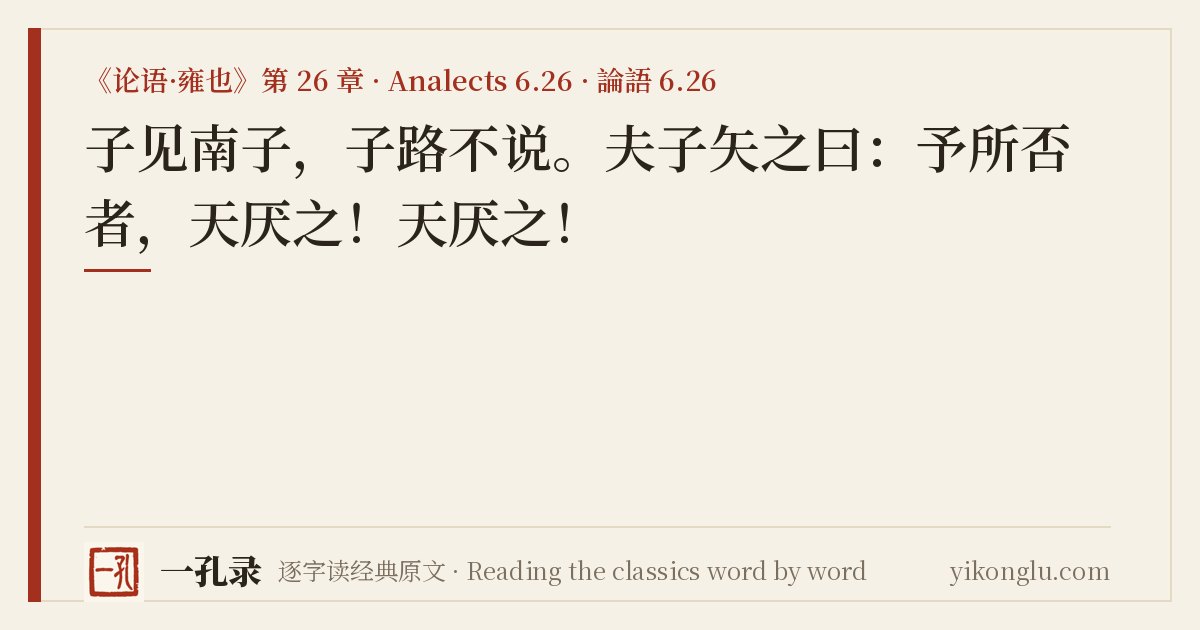 《论语·雍也》第 26 章 · Analects 6.26 · 論語 6.26
子见南子，子路不说。夫子矢之曰：予所否
者，天厌之！天厌之！
一孔
一孔录 逐字读经典原文 · Reading the classics word by word yikonglu.com